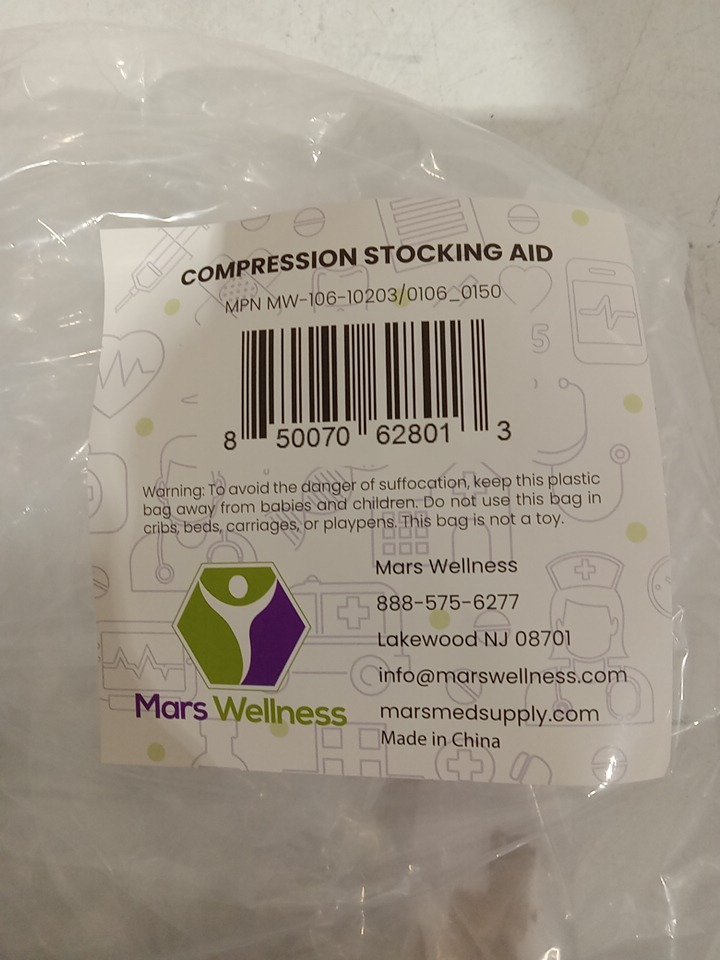 COMPRESSION STOCKING AID
MPN MW-106-10203/0106_0150
5
8 50070 62801 3
Warning: To avoid the danger of suffocation, keep this plastic
bag away from babies and children. Do not use this bag in
cribs, beds, carriages, or playpens. This bag is not a toy.
Mars Wellness
888-575-6277
Lakewood NJ 08701
info@marswellness.com
Mars Wellness
marsmedsupply.com
Made in China